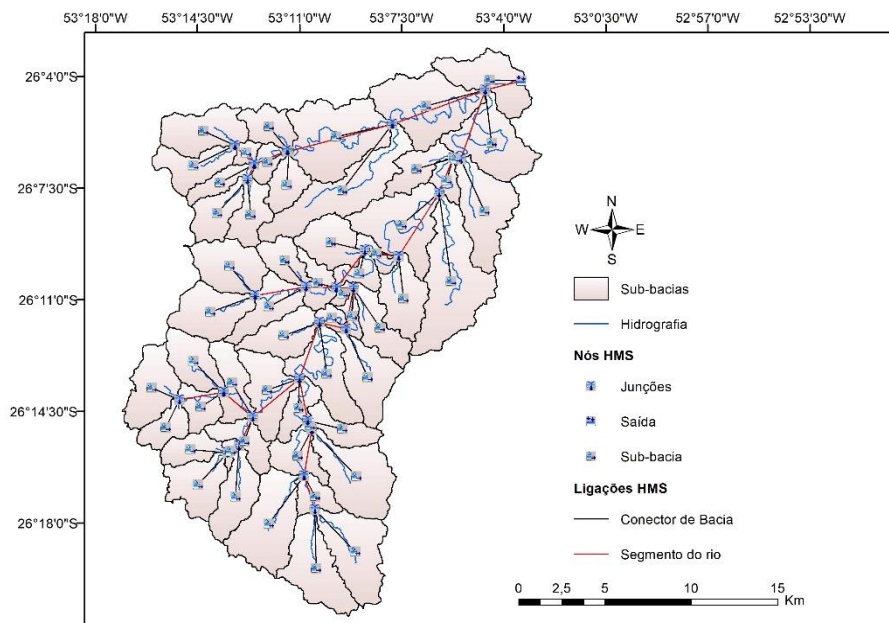 53°18'0"W 53°14'30"W 53°11'0"W 53°7'30"W 53°4'0"W 53°0'30"W 52°57'0"W 52°53'30"W
26°4'0"S
26°7'30"S
26°11'0"S
26°14'30"S
26°18'0"S
N
W E
S
Sub-bacias
Hidrografia
Nós HMS
Junções
Saída
Sub-bacia
Ligações HMS
Conector de Bacia
Segmento do rio
0 2,5 5 10 15
Km